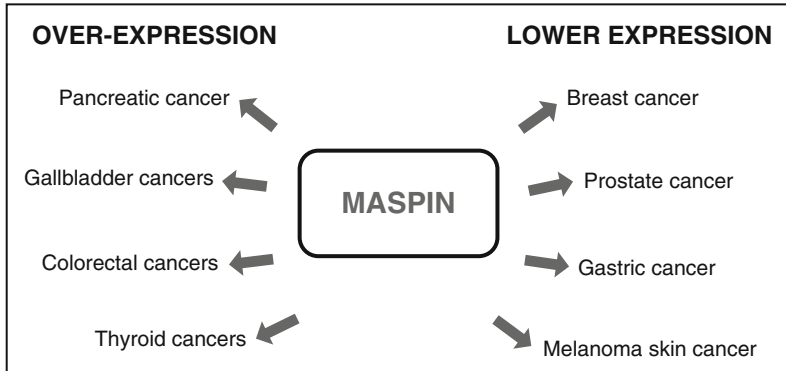 OVER-EXPRESSION
Pancreatic cancer
Gallbladder cancers
Colorectal cancers
Thyroid cancers
MASPIN
LOWER EXPRESSION
Breast cancer
Prostate cancer
Gastric cancer
Melanoma skin cancer